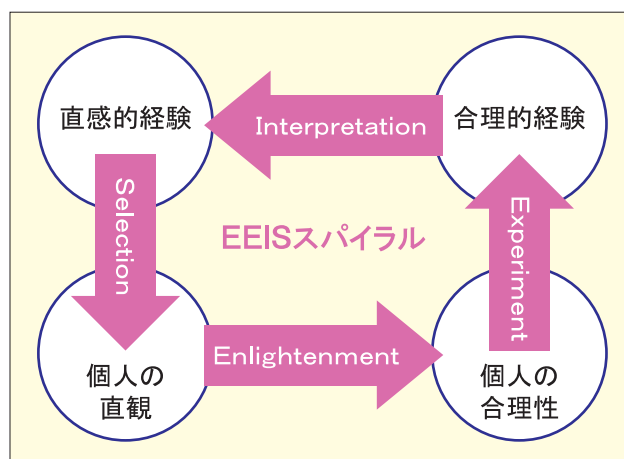 直感的経験
Interpretation
合理的経験
Selection
EEISスパイラル
Experiment
個人の
直観
Enlightenment
個人の
合理性